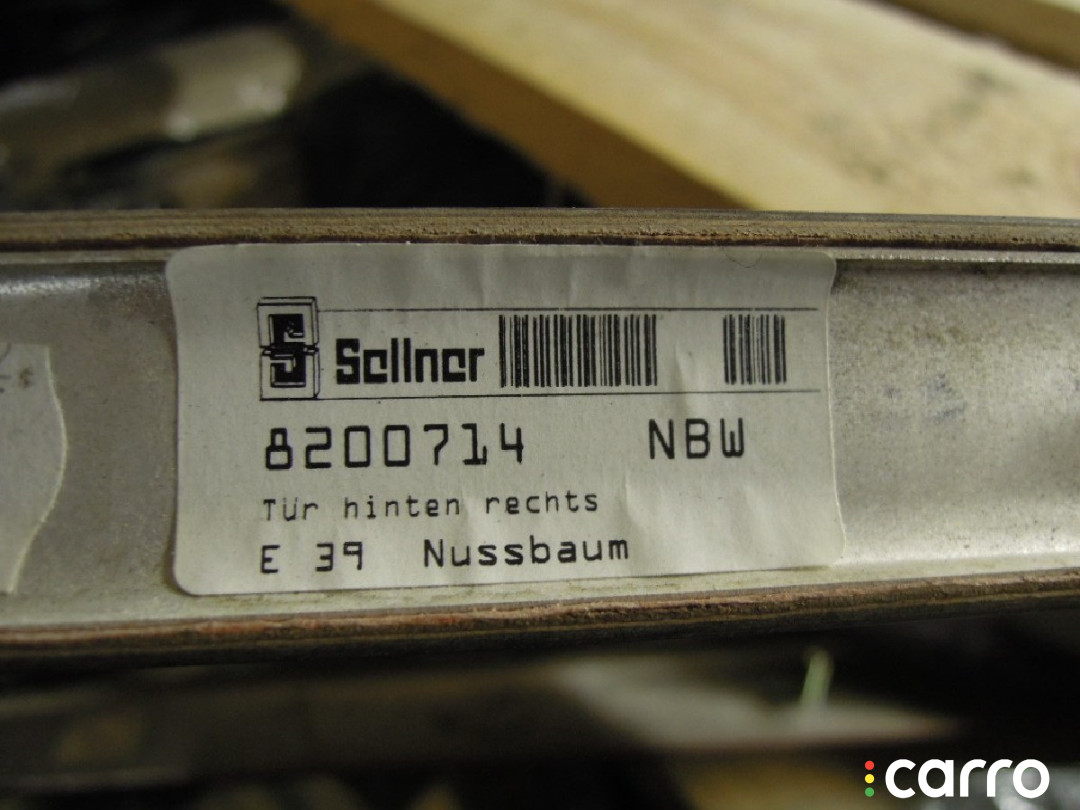 Sellner
8200714 NBW
Tür hinten rechts
E 39 Nussbaum
carro